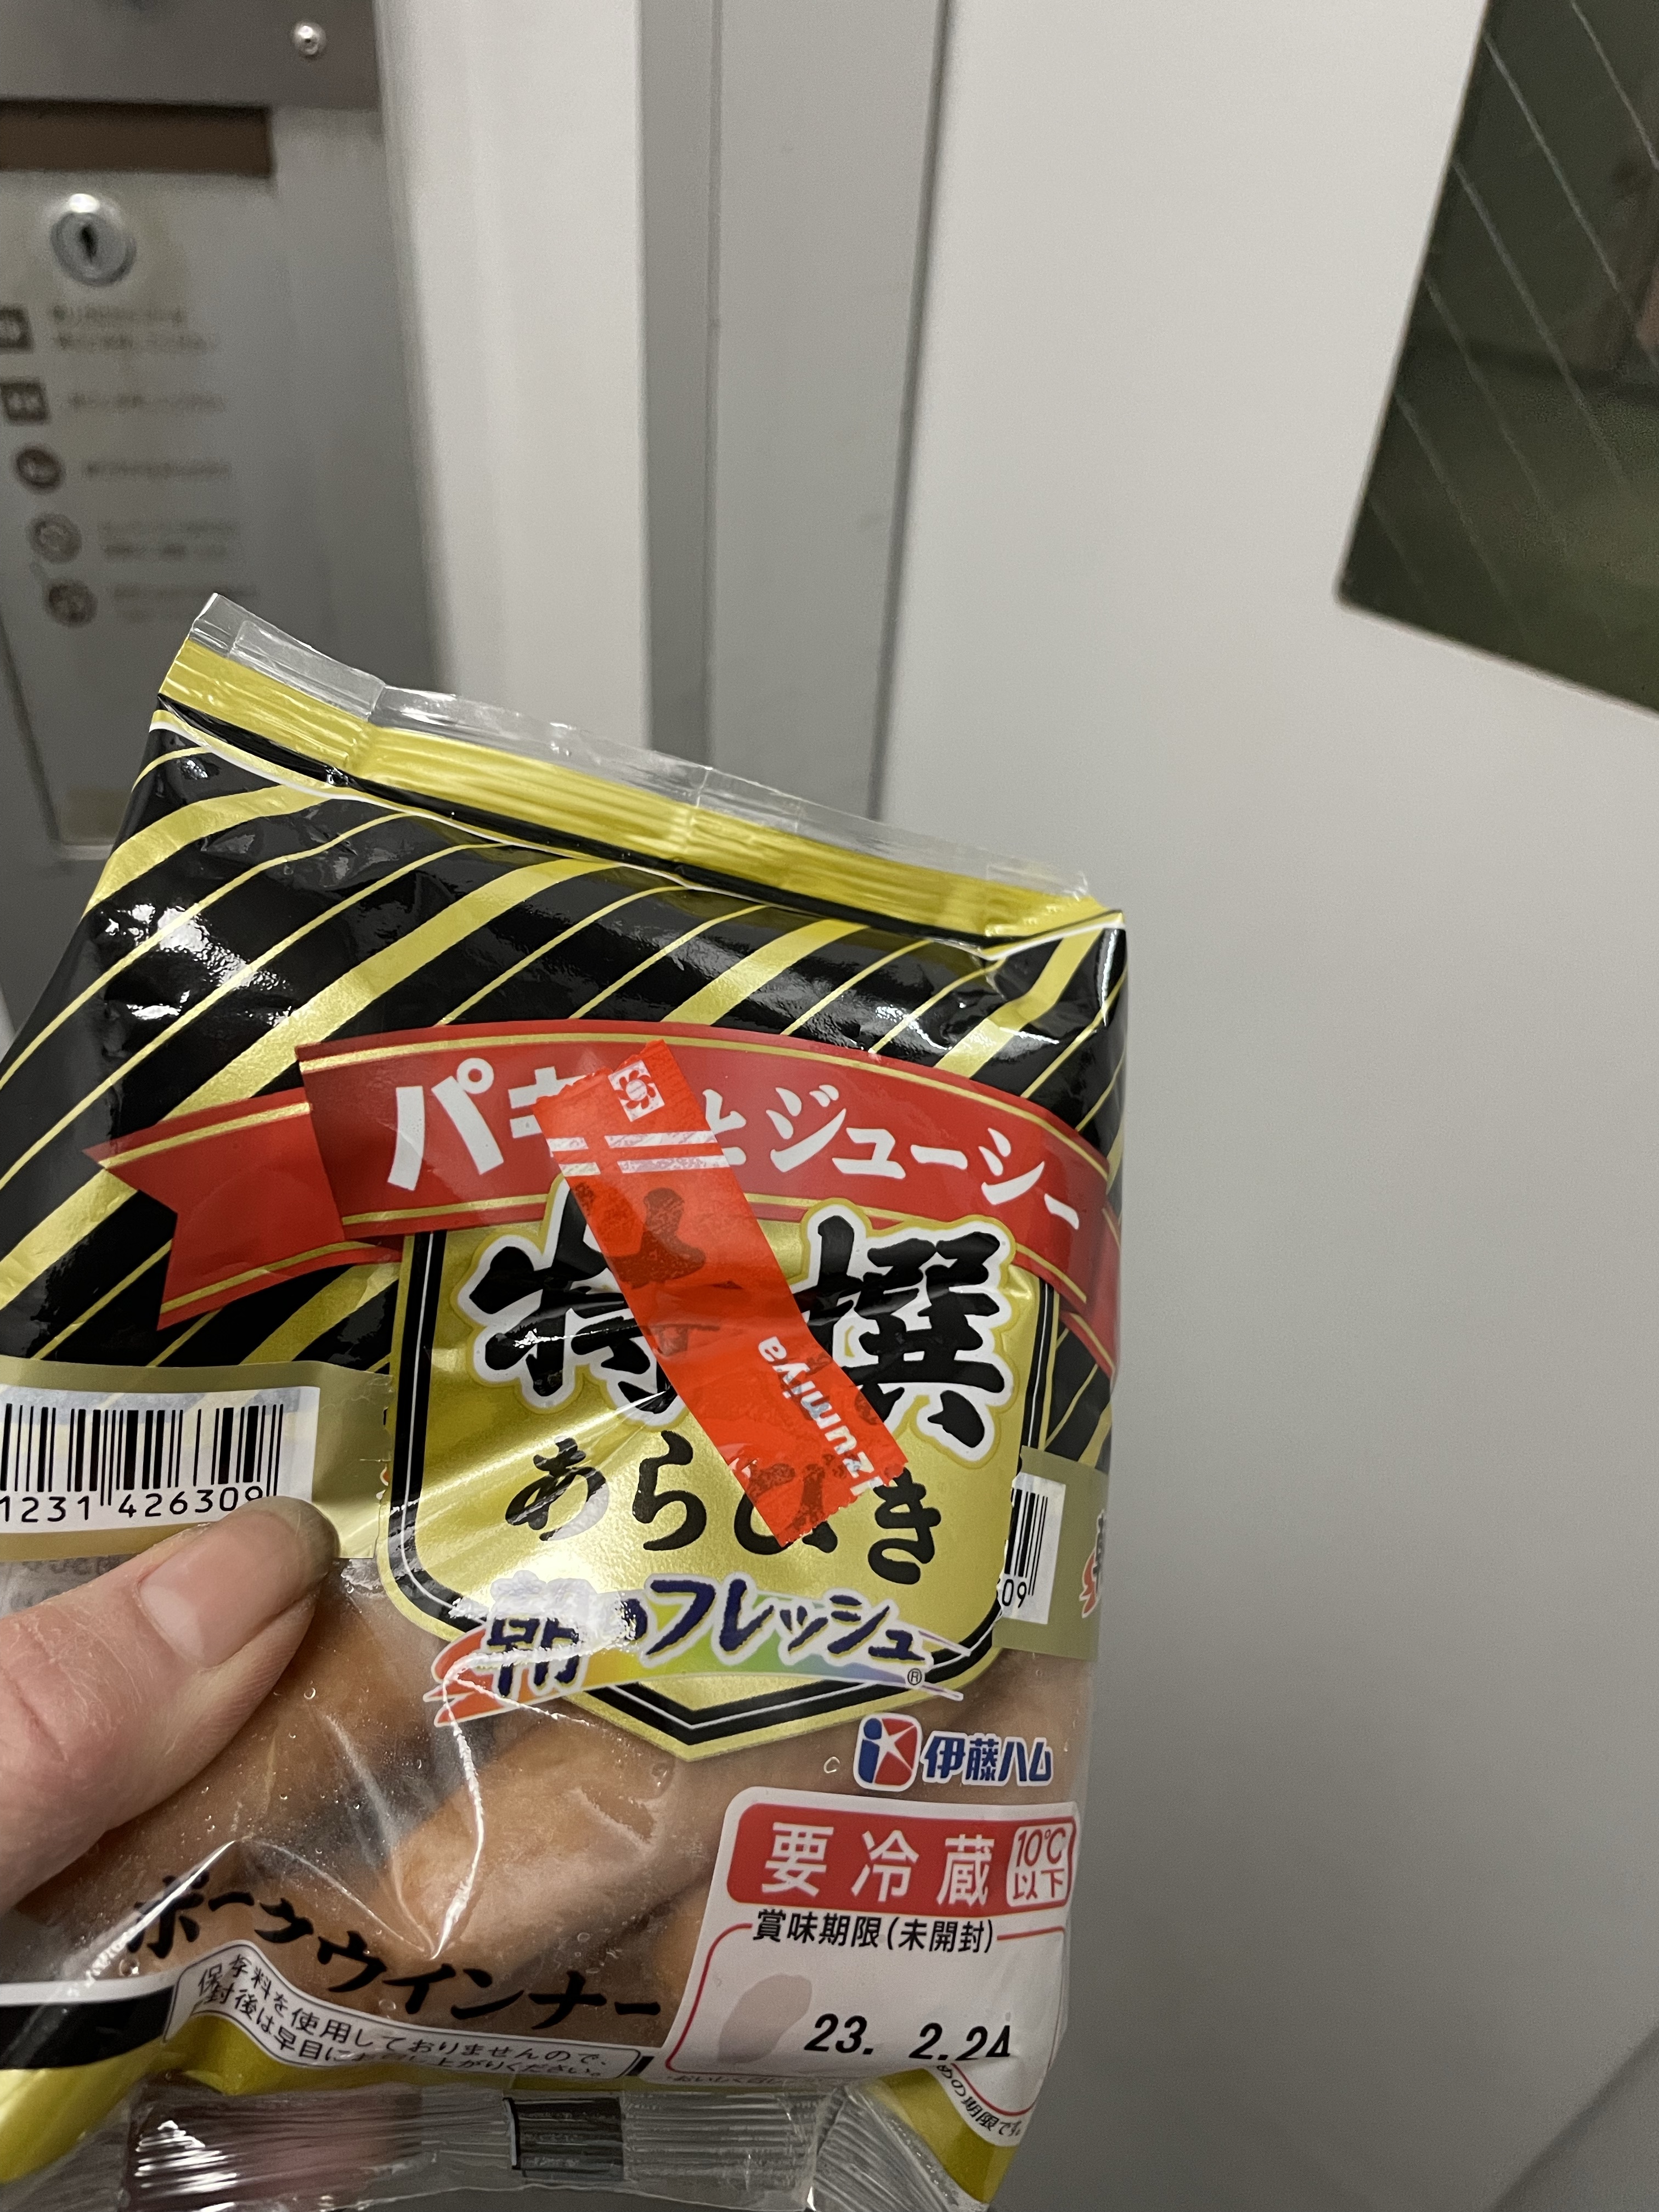 パキッとジューシー
特撰
izumiya
あらびき
朝のフレッシュ®
伊藤ハム
1231 426309
09
要冷蔵 10℃以下
賞味期限(未開封)
23. 2.24
ポークウインナー
保存料を使用しておりませんので、
開封後は早目にお召し上がりください。